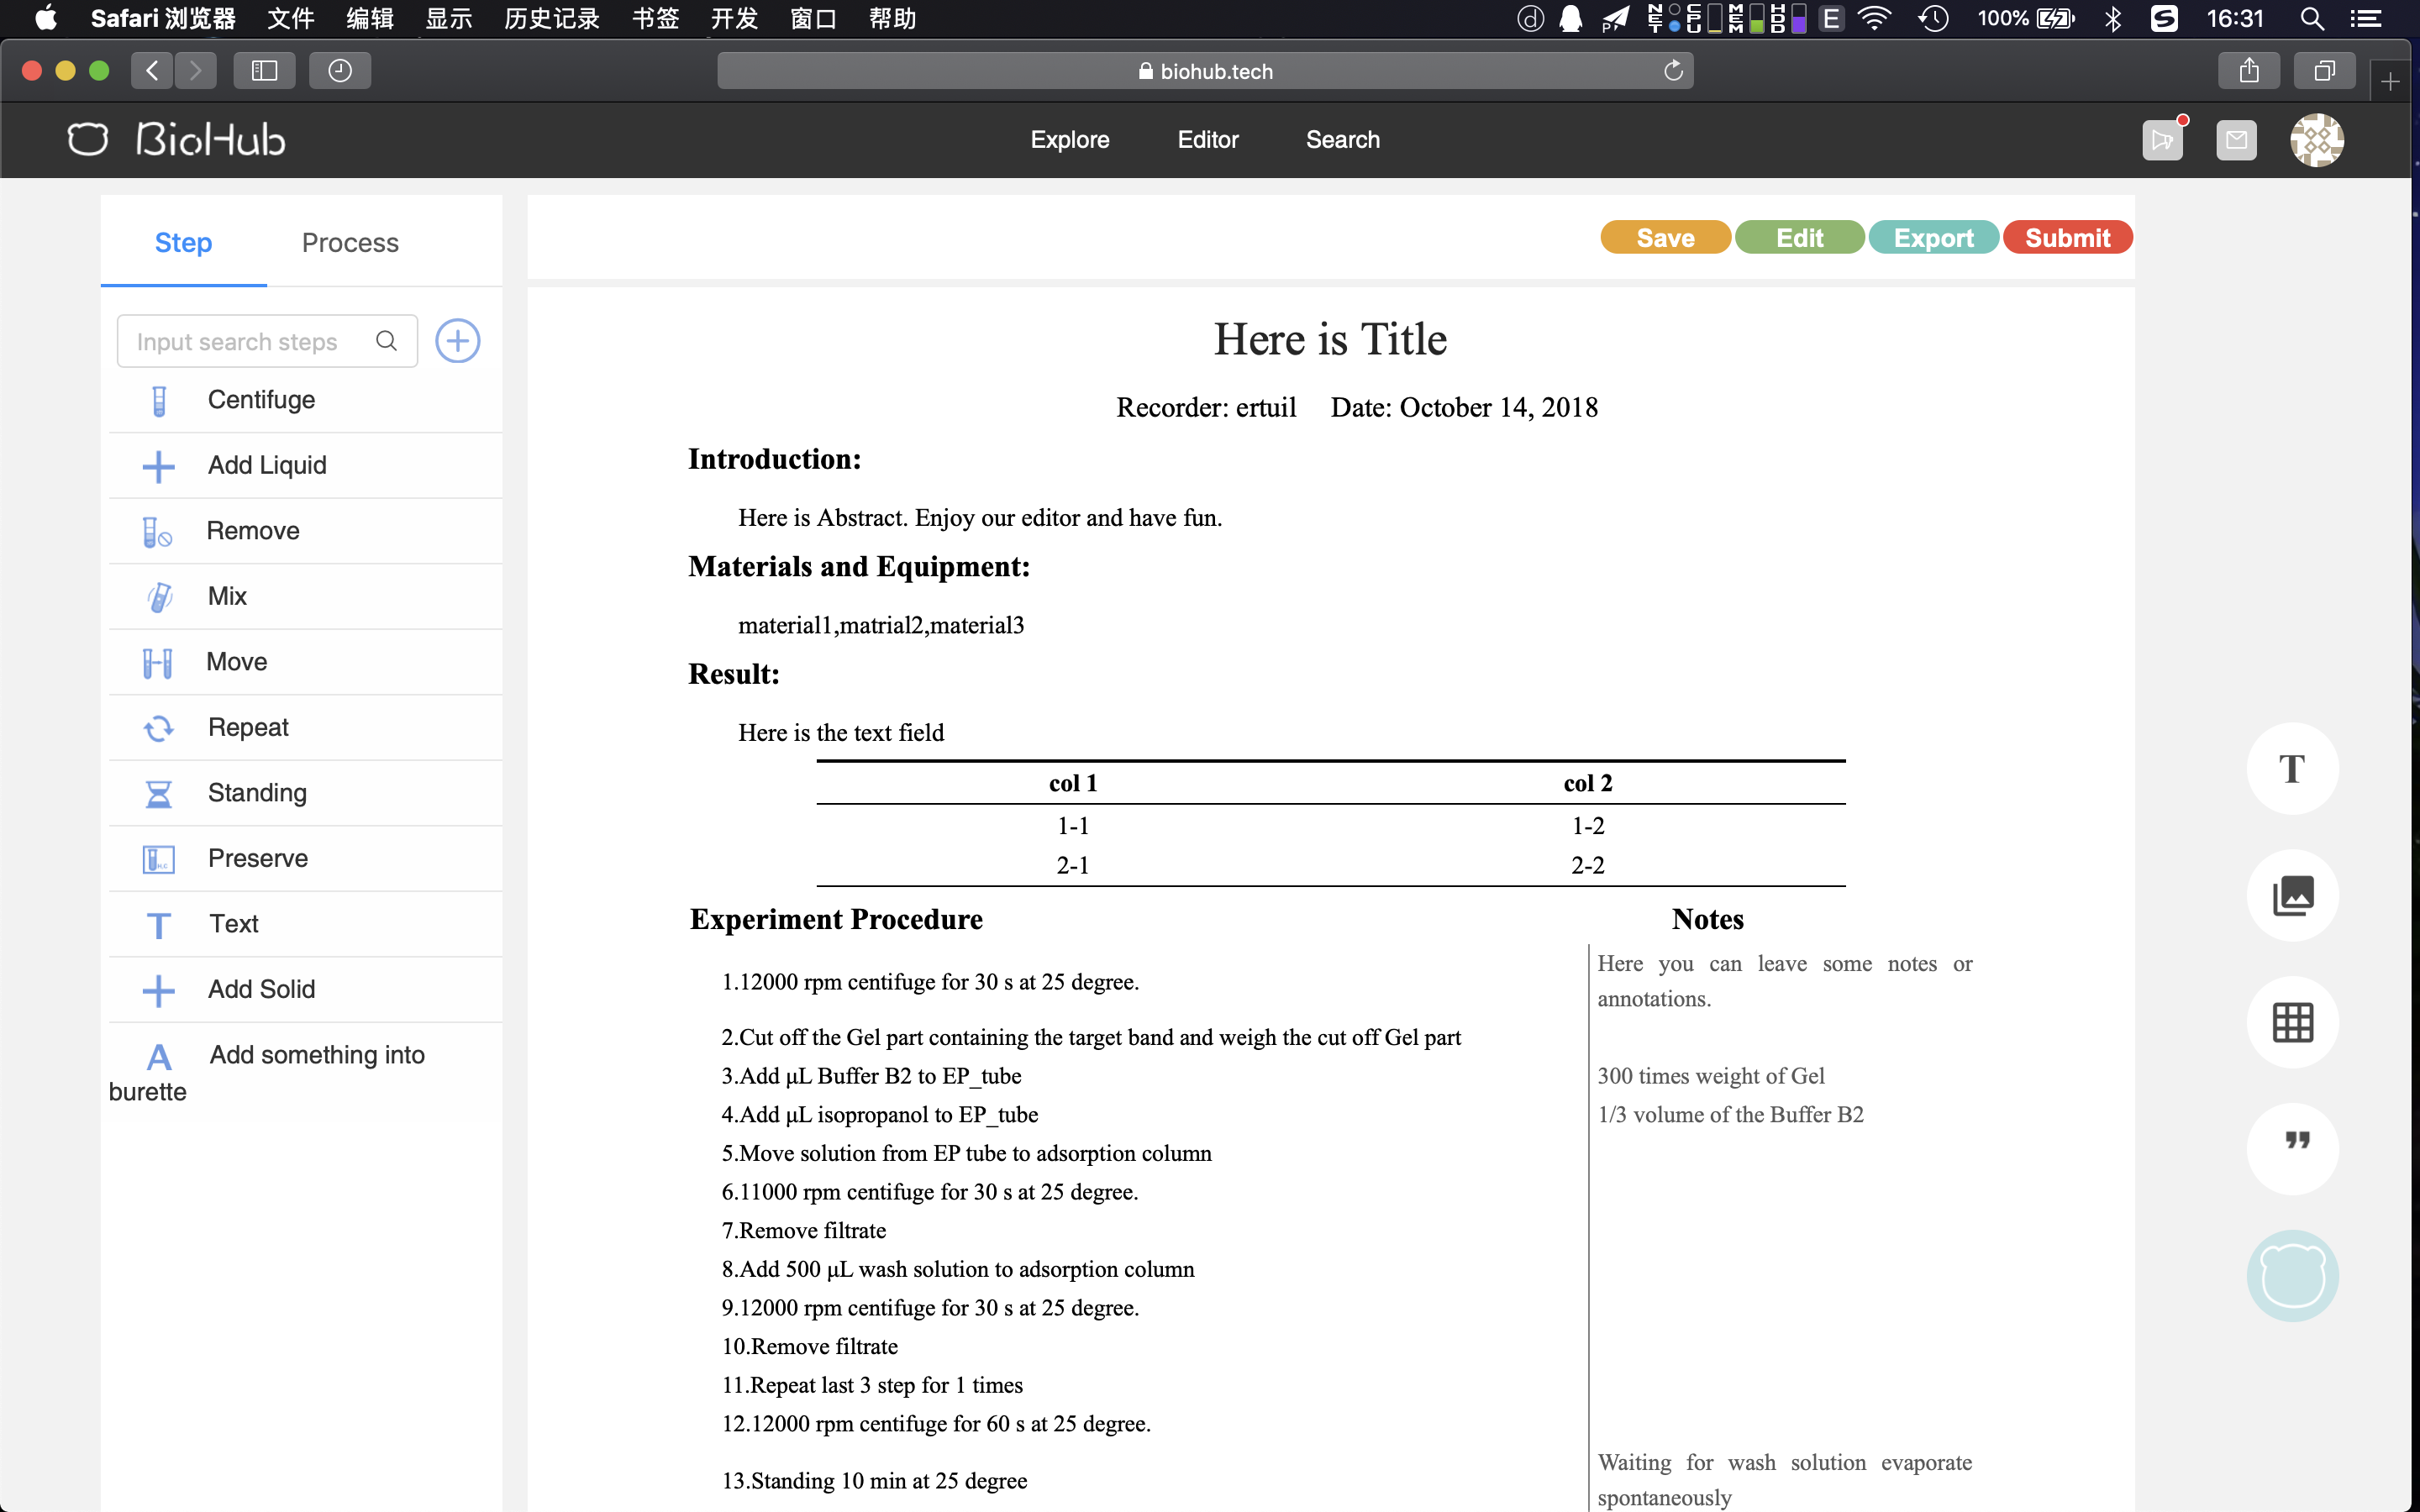 Safari 浏览器 文件 编辑 显示 历史记录 书签 开发 窗口 帮助 NET CPU MEM HDD E 100% 16:31
biohub.tech
BioHub Explore Editor Search
Step Process
Save Edit Export Submit
Input search steps
Centifuge
Add Liquid
Remove
Mix
Move
Repeat
Standing
Preserve
T Text
Add Solid
A Add something into
burette
Here is Title
Recorder: ertuil Date: October 14, 2018
Introduction:
Here is Abstract. Enjoy our editor and have fun.
Materials and Equipment:
material1,matrial2,material3
Result:
Here is the text field
col 1 col 2
1-1 1-2
2-1 2-2
Experiment Procedure
1.12000 rpm centifuge for 30 s at 25 degree.
2.Cut off the Gel part containing the target band and weigh the cut off Gel part
3.Add μL Buffer B2 to EP_tube
4.Add μL isopropanol to EP_tube
5.Move solution from EP tube to adsorption column
6.11000 rpm centifuge for 30 s at 25 degree.
7.Remove filtrate
8.Add 500 μL wash solution to adsorption column
9.12000 rpm centifuge for 30 s at 25 degree.
10.Remove filtrate
11.Repeat last 3 step for 1 times
12.12000 rpm centifuge for 60 s at 25 degree.
13.Standing 10 min at 25 degree
Notes
Here you can leave some notes or
annotations.
300 times weight of Gel
1/3 volume of the Buffer B2
Waiting for wash solution evaporate
spontaneously
T
"